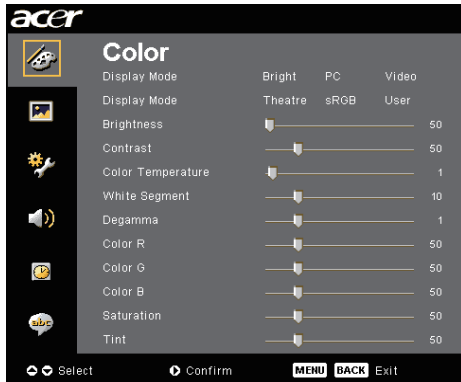 acer
Color
Display Mode Bright PC Video
Display Mode Theatre sRGB User
Brightness 50
Contrast 50
Color Temperature 1
White Segment 10
Degamma 1
Color R 50
Color G 50
Color B 50
Saturation 50
abc
Tint 50
Select Confirm MENU BACK Exit